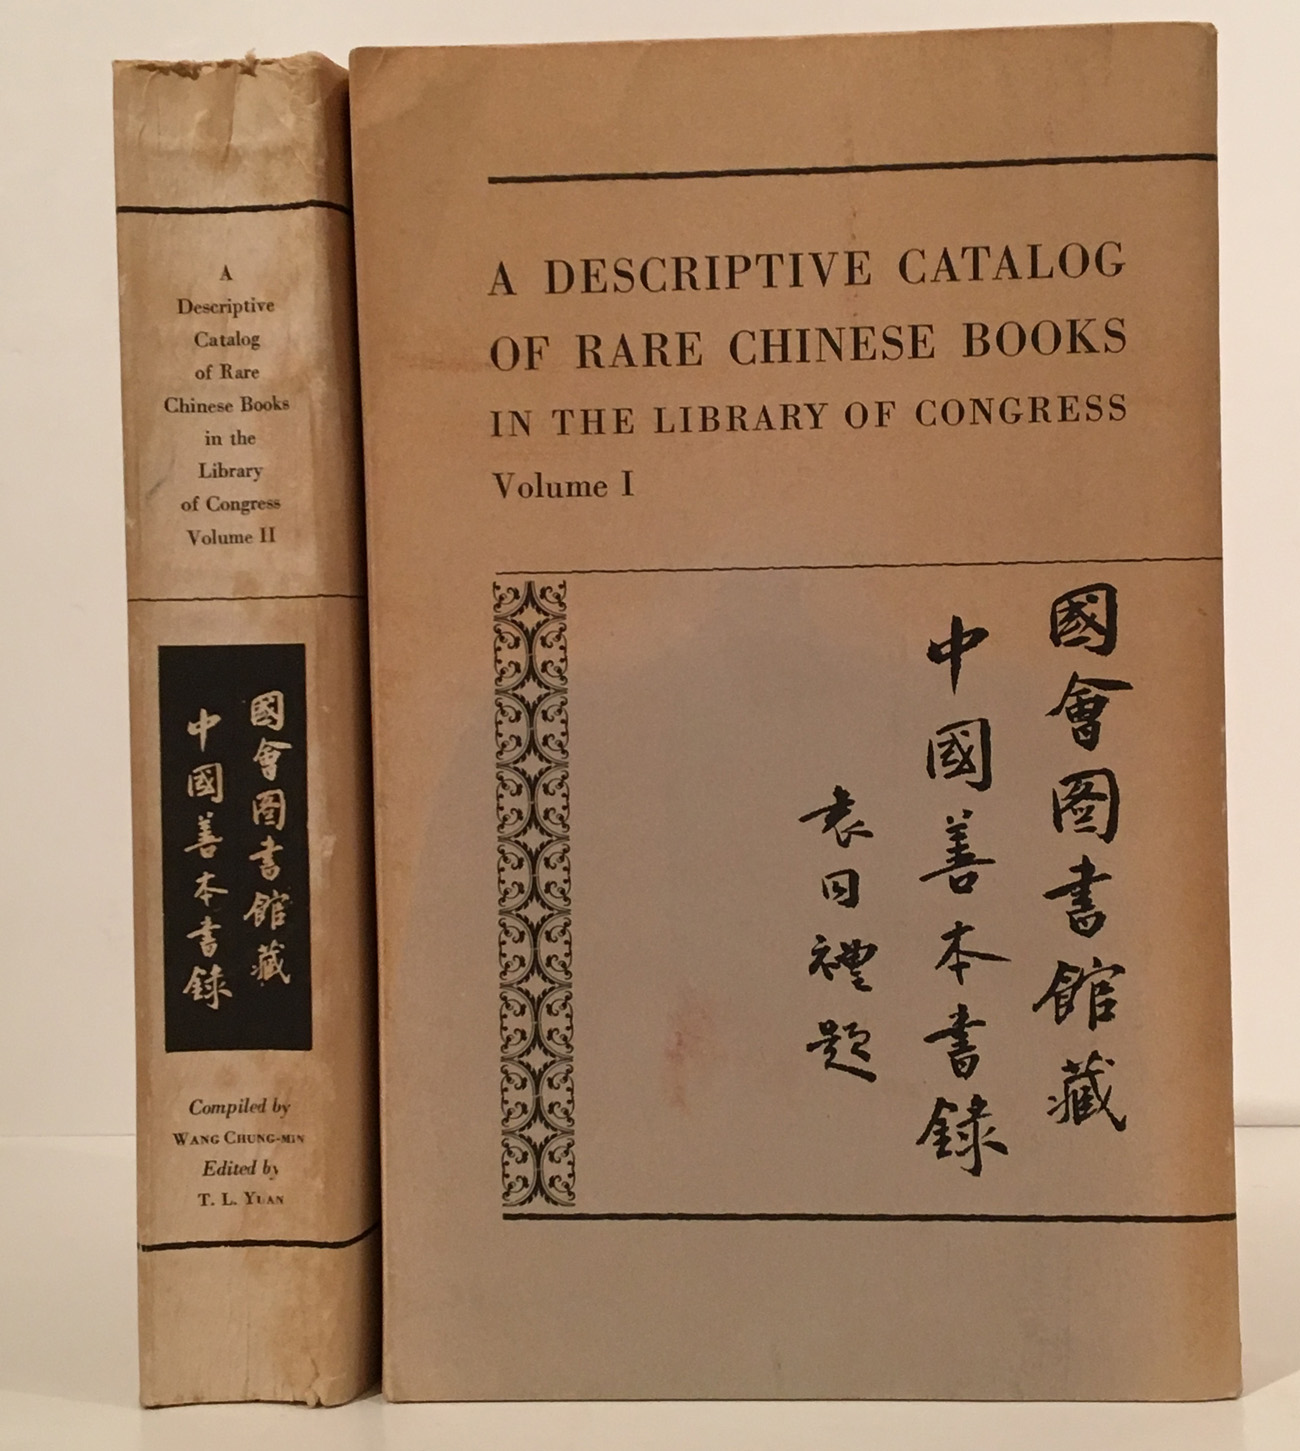 A
Descriptive
Catalog
of Rare
Chinese Books
in the
Library
of Congress
Volume II
國會圖書館藏
中國善本書録
Compiled by
WANG CHUNG-MIN
Edited by
T. L. YUAN
A DESCRIPTIVE CATALOG
OF RARE CHINESE BOOKS
IN THE LIBRARY OF CONGRESS
Volume I
國會圖書館藏
中國善本書録
袁同禮題